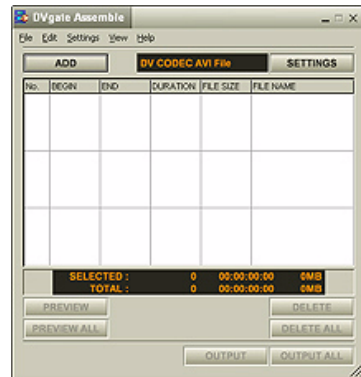 DVgate Assemble
File Edit Settings View Help
ADD DV CODEC AVI File SETTINGS
No. BEGIN END DURATION FILE SIZE FILE NAME
SELECTED : 0 00:00:00:00 0MB
TOTAL : 0 00:00:00:00 0MB
PREVIEW DELETE
PREVIEW ALL DELETE ALL
OUTPUT OUTPUT ALL